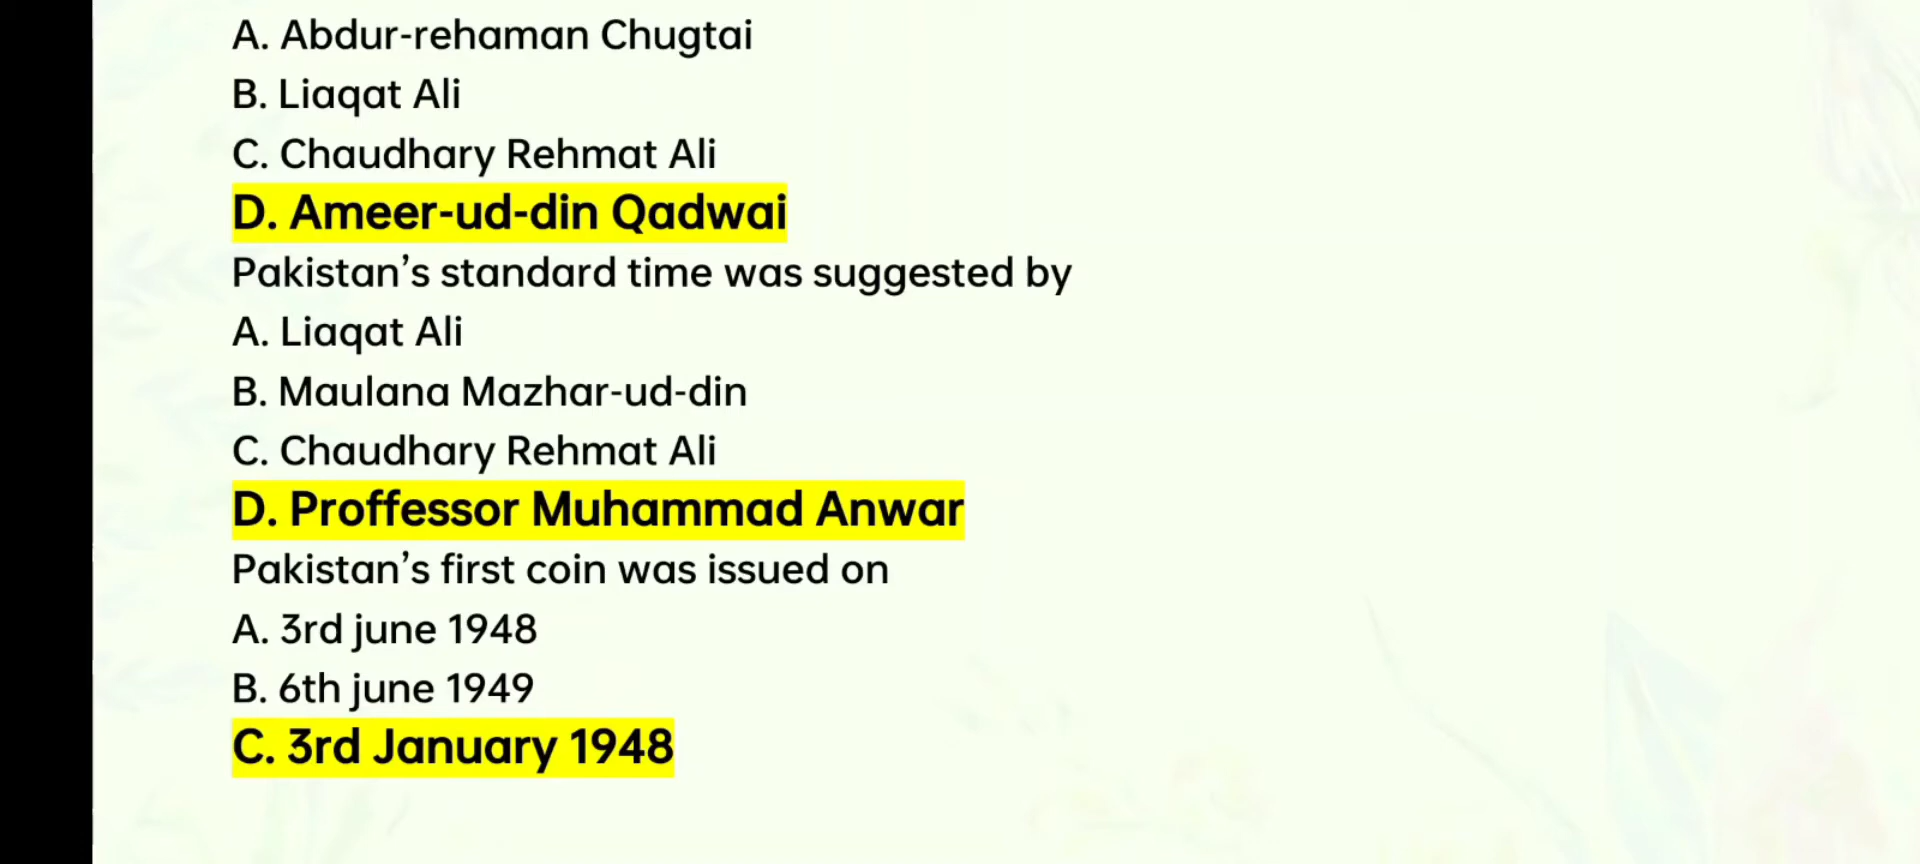 A. Abdur-rehaman Chugtai
B. Liaqat Ali
C. Chaudhary Rehmat Ali
D. Ameer-ud-din Qadwai
Pakistan’s standard time was suggested by
A. Liaqat Ali
B. Maulana Mazhar-ud-din
C. Chaudhary Rehmat Ali
D. Proffessor Muhammad Anwar
Pakistan’s first coin was issued on
A. 3rd june 1948
B. 6th june 1949
C. 3rd January 1948